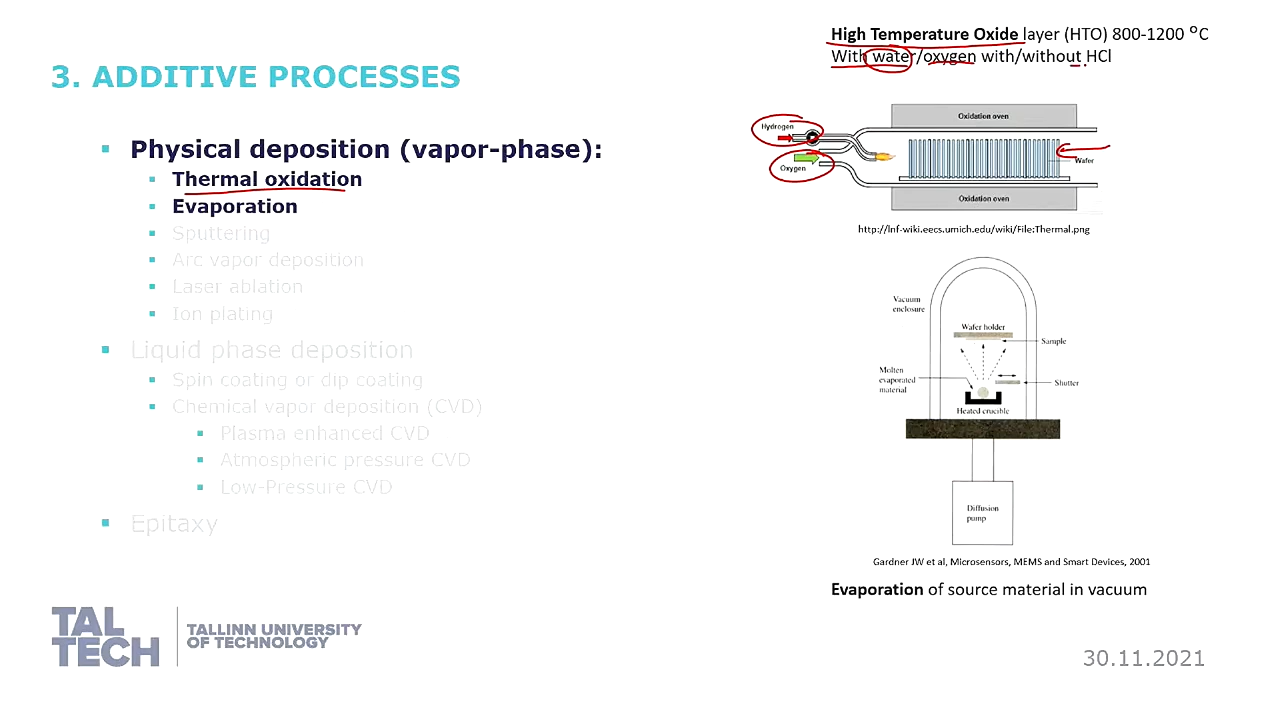 3. ADDITIVE PROCESSES
Physical deposition (vapor-phase):
Thermal oxidation
Evaporation
Sputtering
Arc vapor deposition
Laser ablation
Ion plating
Liquid phase deposition
Spin coating or dip coating
Chemical vapor deposition (CVD)
Plasma enhanced CVD
Atmospheric pressure CVD
Low-Pressure CVD
Epitaxy
High Temperature Oxide layer (HTO) 800-1200 °C
With water/oxygen with/without HCl
Oxidation oven
Hydrogen
Oxygen
Wafer
Oxidation oven
http://lnf-wiki.eecs.umich.edu/wiki/File:Thermal.png
Vacuum
enclosure
Wafer holder
Sample
Molten
evaporated
material
Shutter
Heated crucible
Diffusion
pump
Gardner JW et al, Microsensors, MEMS and Smart Devices, 2001
Evaporation of source material in vacuum
TAL
TECH
TALLINN UNIVERSITY
OF TECHNOLOGY
30.11.2021